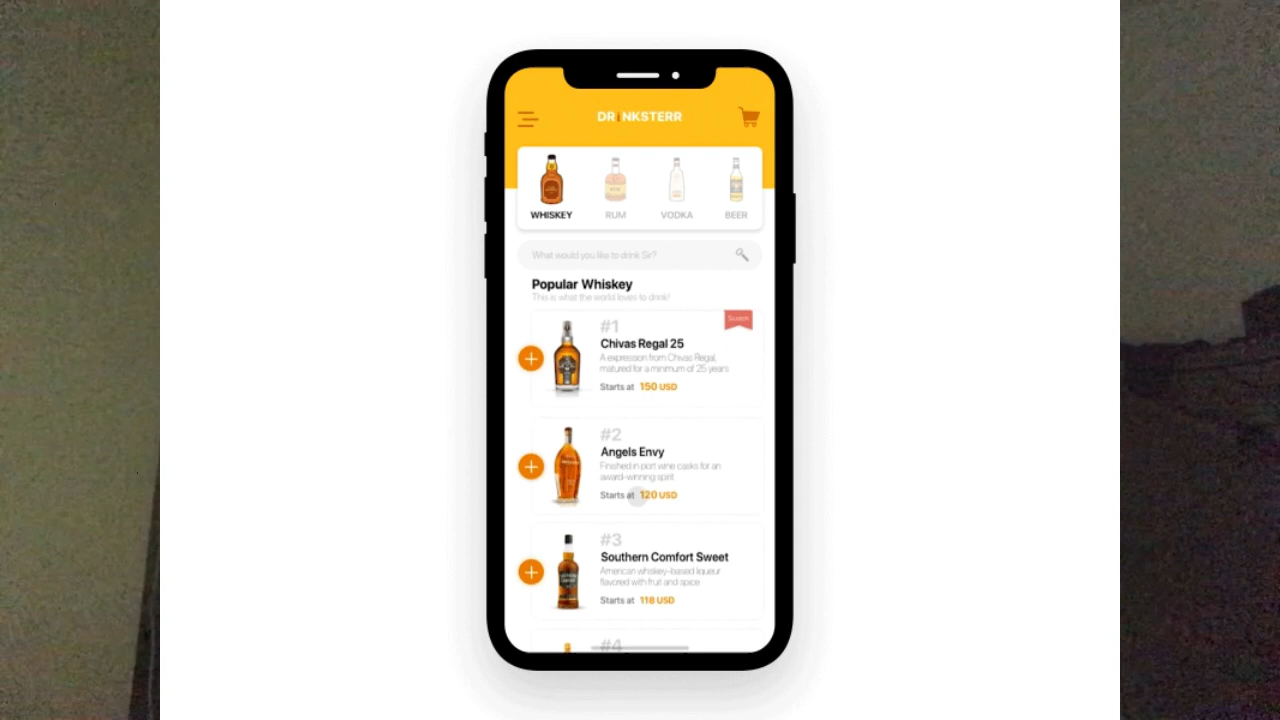 DRiNKSTERR
WHISKEY
RUM
VODKA
BEER
What would you like to drink Sir?
Popular Whiskey
This is what the world loves to drink!
#1
Chivas Regal 25
A expression from Chivas Regal,
matured for a minimum of 25 years
Starts at 150 USD
#2
Angels Envy
Finished in port wine casks for an
award-winning spirit
Starts at 120 USD
#3
Southern Comfort Sweet
American whiskey-based liqueur
flavored with fruit and spice
Starts at 118 USD
#4